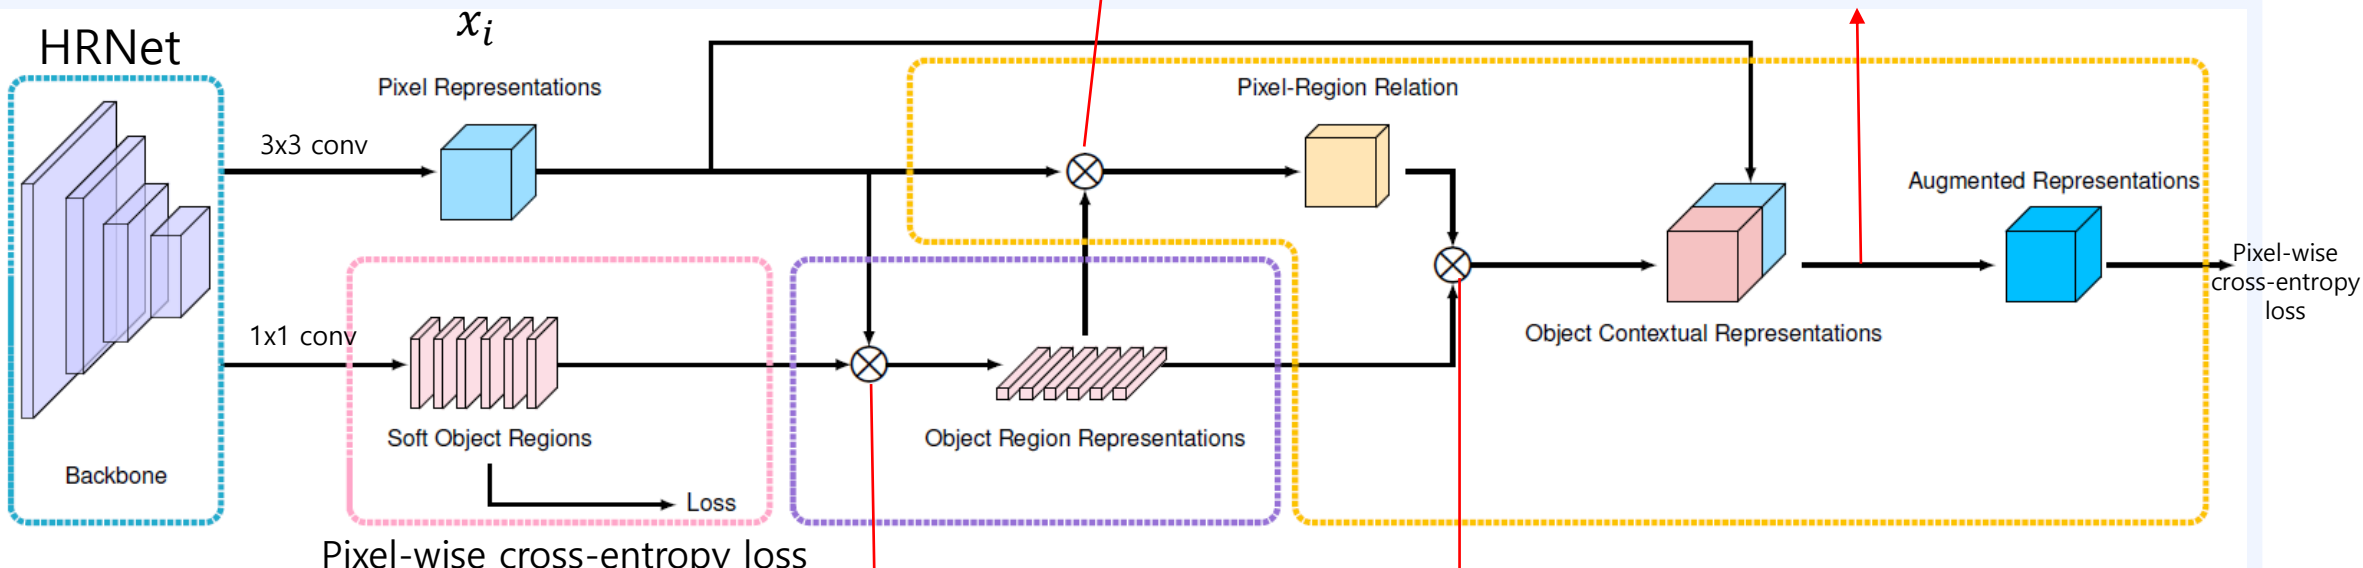 x_i
HRNet
Pixel Representations
Pixel-Region Relation
3x3 conv
Augmented Representations
Pixel-wise
cross-entropy
loss
1x1 conv
Object Contextual Representations
Soft Object Regions
Object Region Representations
Backbone
Loss
Pixel-wise cross-entropy loss